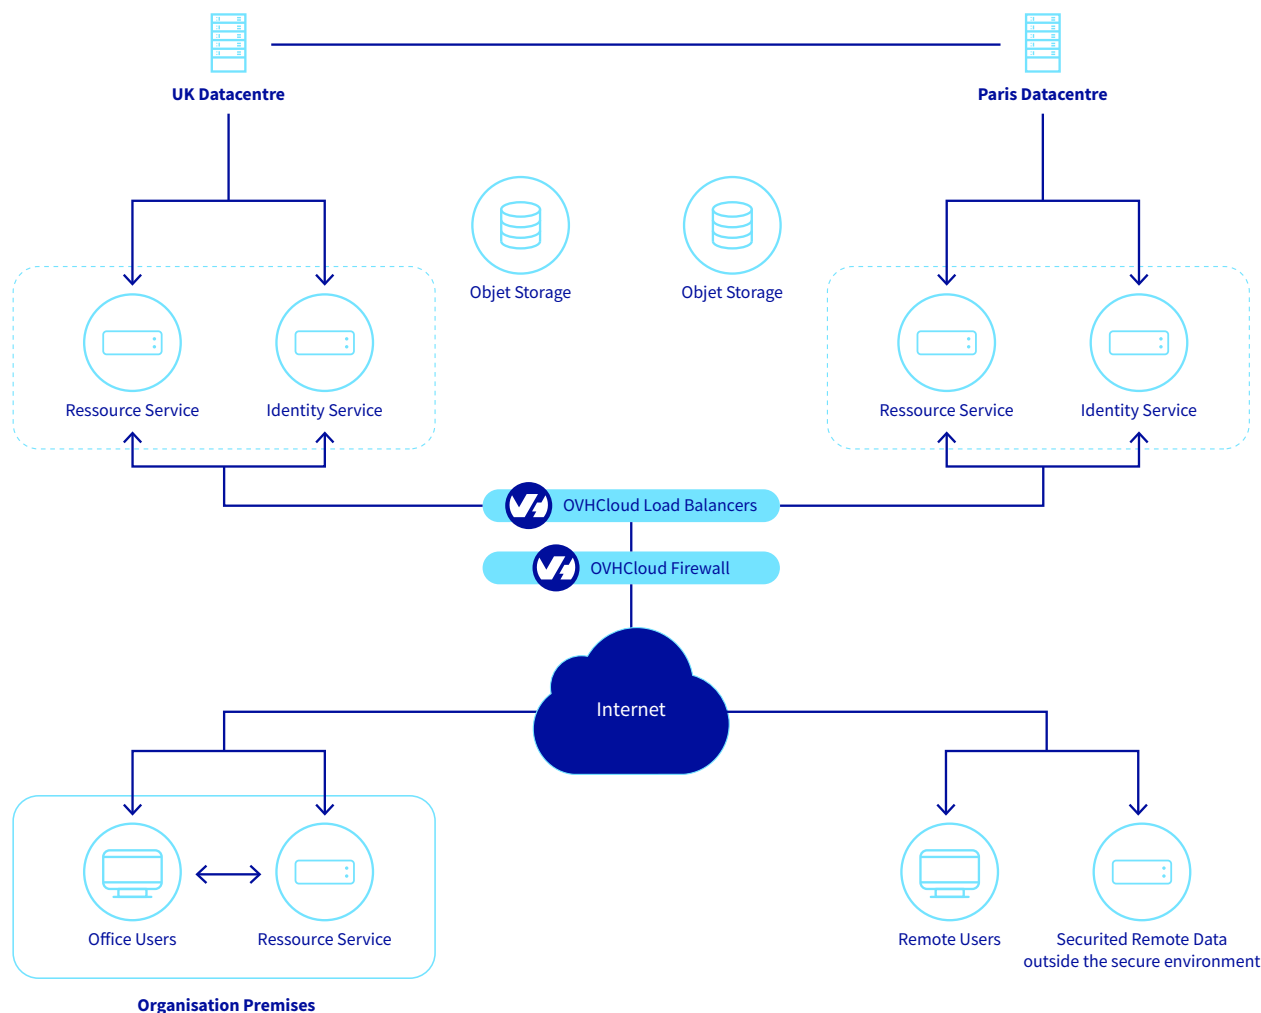 UK Datacentre
Paris Datacentre
Objet Storage
Objet Storage
Ressource Service
Identity Service
Ressource Service
Identity Service
OVHCloud Load Balancers
OVHCloud Firewall
Internet
Office Users
Ressource Service
Remote Users
Securited Remote Data
outside the secure environment
Organisation Premises